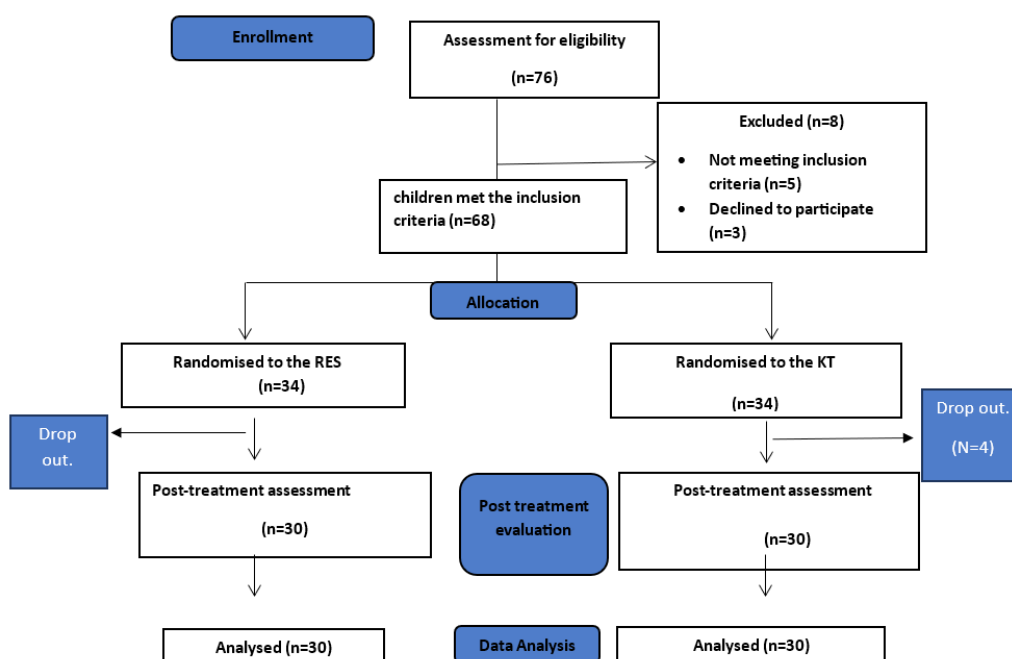 Enrollment
Assessment for eligibility
(n=76)
Excluded (n=8)
• Not meeting inclusion
criteria (n=5)
• Declined to participate
(n=3)
children met the inclusion
criteria (n=68)
Allocation
Randomised to the RES
(n=34)
Randomised to the KT
(n=34)
Drop
out.
Drop out.
(N=4)
Post-treatment assessment
(n=30)
Post treatment
evaluation
Post-treatment assessment
(n=30)
Analysed (n=30)
Data Analysis
Analysed (n=30)